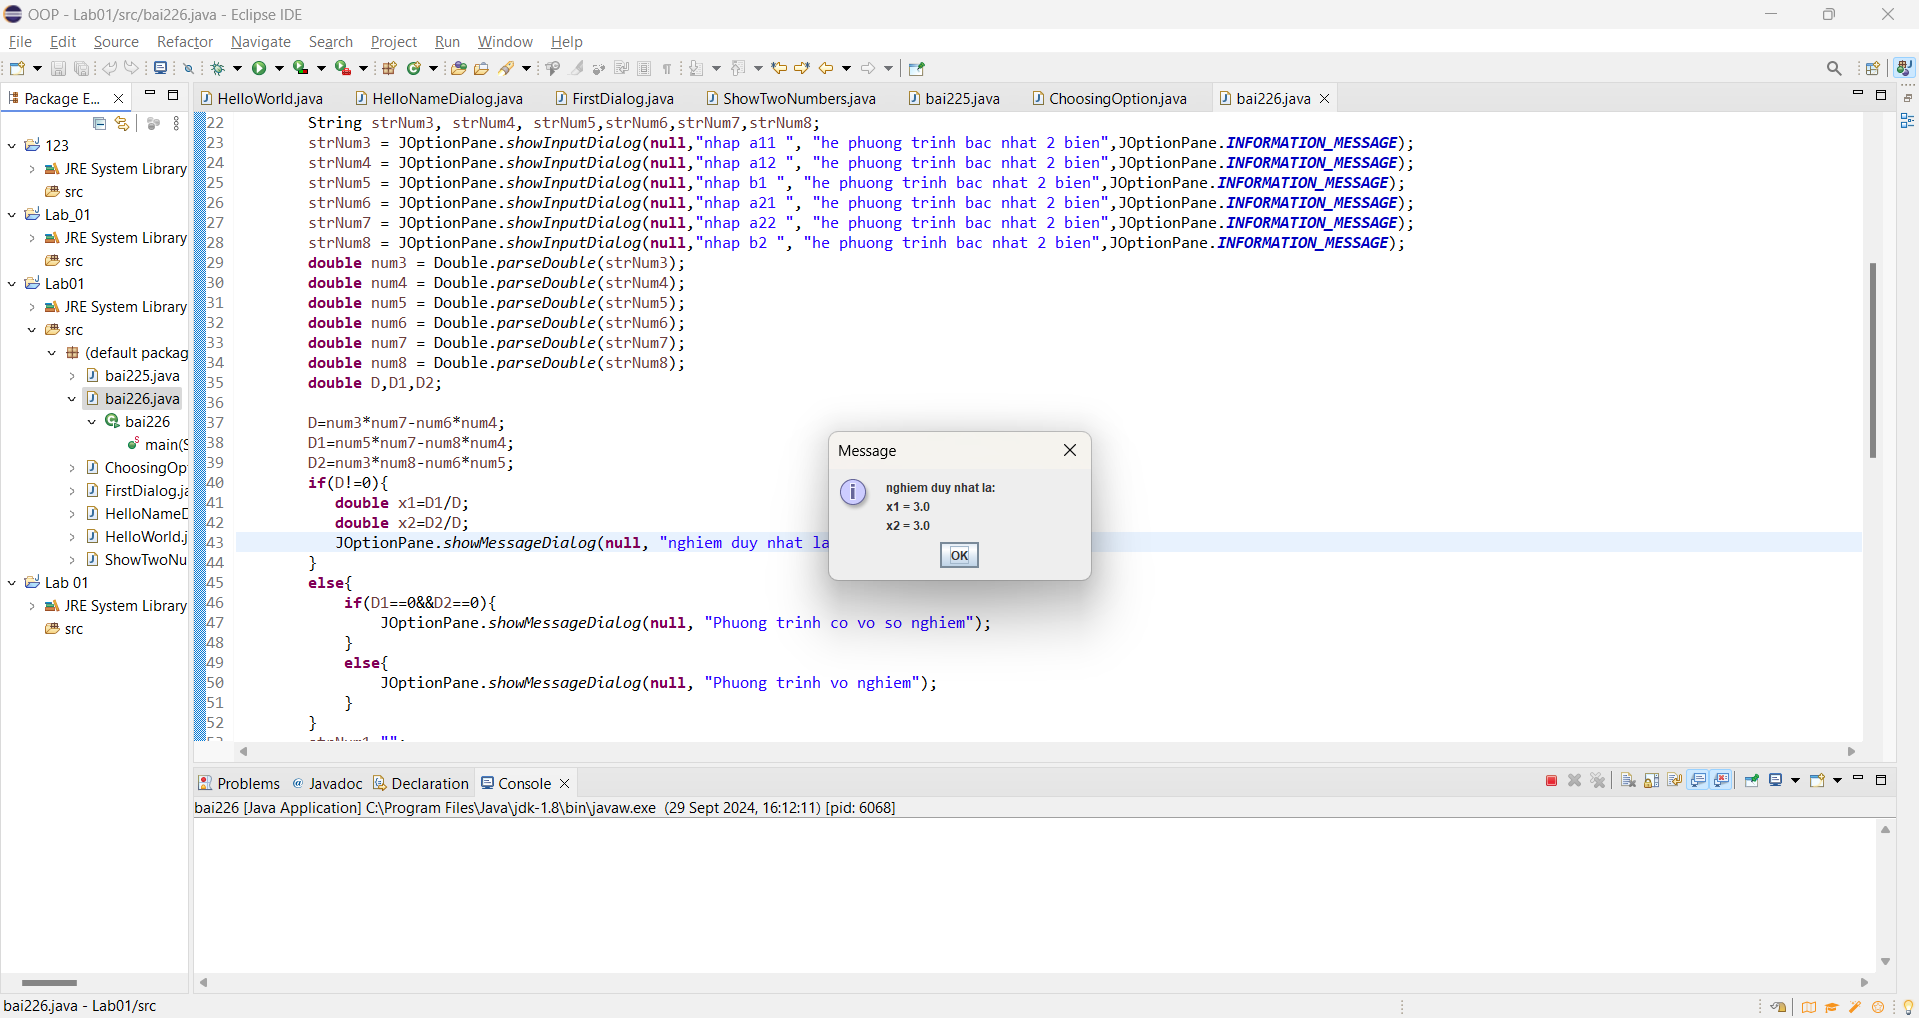 OOP - Lab01/src/bai226.java - Eclipse IDE
File Edit Source Refactor Navigate Search Project Run Window Help
Package E...
HelloWorld.java HelloNameDialog.java FirstDialog.java ShowTwoNumbers.java bai225.java ChoosingOption.java bai226.java
123
JRE System Library
src
Lab_01
JRE System Library
src
Lab01
JRE System Library
src
(default packag
bai225.java
bai226.java
bai226
main(S
ChoosingOp
FirstDialog.ja
HelloNameD
HelloWorld.j
ShowTwoNu
Lab 01
JRE System Library
src
22 String strNum3, strNum4, strNum5,strNum6,strNum7,strNum8;
23 strNum3 = JOptionPane.showInputDialog(null,"nhap a11 ", "he phuong trinh bac nhat 2 bien",JOptionPane.INFORMATION_MESSAGE);
24 strNum4 = JOptionPane.showInputDialog(null,"nhap a12 ", "he phuong trinh bac nhat 2 bien",JOptionPane.INFORMATION_MESSAGE);
25 strNum5 = JOptionPane.showInputDialog(null,"nhap b1 ", "he phuong trinh bac nhat 2 bien",JOptionPane.INFORMATION_MESSAGE);
26 strNum6 = JOptionPane.showInputDialog(null,"nhap a21 ", "he phuong trinh bac nhat 2 bien",JOptionPane.INFORMATION_MESSAGE);
27 strNum7 = JOptionPane.showInputDialog(null,"nhap a22 ", "he phuong trinh bac nhat 2 bien",JOptionPane.INFORMATION_MESSAGE);
28 strNum8 = JOptionPane.showInputDialog(null,"nhap b2 ", "he phuong trinh bac nhat 2 bien",JOptionPane.INFORMATION_MESSAGE);
29 double num3 = Double.parseDouble(strNum3);
30 double num4 = Double.parseDouble(strNum4);
31 double num5 = Double.parseDouble(strNum5);
32 double num6 = Double.parseDouble(strNum6);
33 double num7 = Double.parseDouble(strNum7);
34 double num8 = Double.parseDouble(strNum8);
35 double D,D1,D2;
36
37 D=num3*num7-num6*num4;
38 D1=num5*num7-num8*num4;
39 D2=num3*num8-num6*num5;
40 if(D!=0){
41 double x1=D1/D;
42 double x2=D2/D;
43 JOptionPane.showMessageDialog(null, "nghiem duy nhat la
44 }
45 else{
46 if(D1==0&&D2==0){
47 JOptionPane.showMessageDialog(null, "Phuong trinh co vo so nghiem");
48 }
49 else{
50 JOptionPane.showMessageDialog(null, "Phuong trinh vo nghiem");
51 }
52 }
Message
nghiem duy nhat la:
x1 = 3.0
x2 = 3.0
OK
Problems Javadoc Declaration Console
bai226 [Java Application] C:\Program Files\Java\jdk-1.8\bin\javaw.exe (29 Sept 2024, 16:12:11) [pid: 6068]
bai226.java - Lab01/src